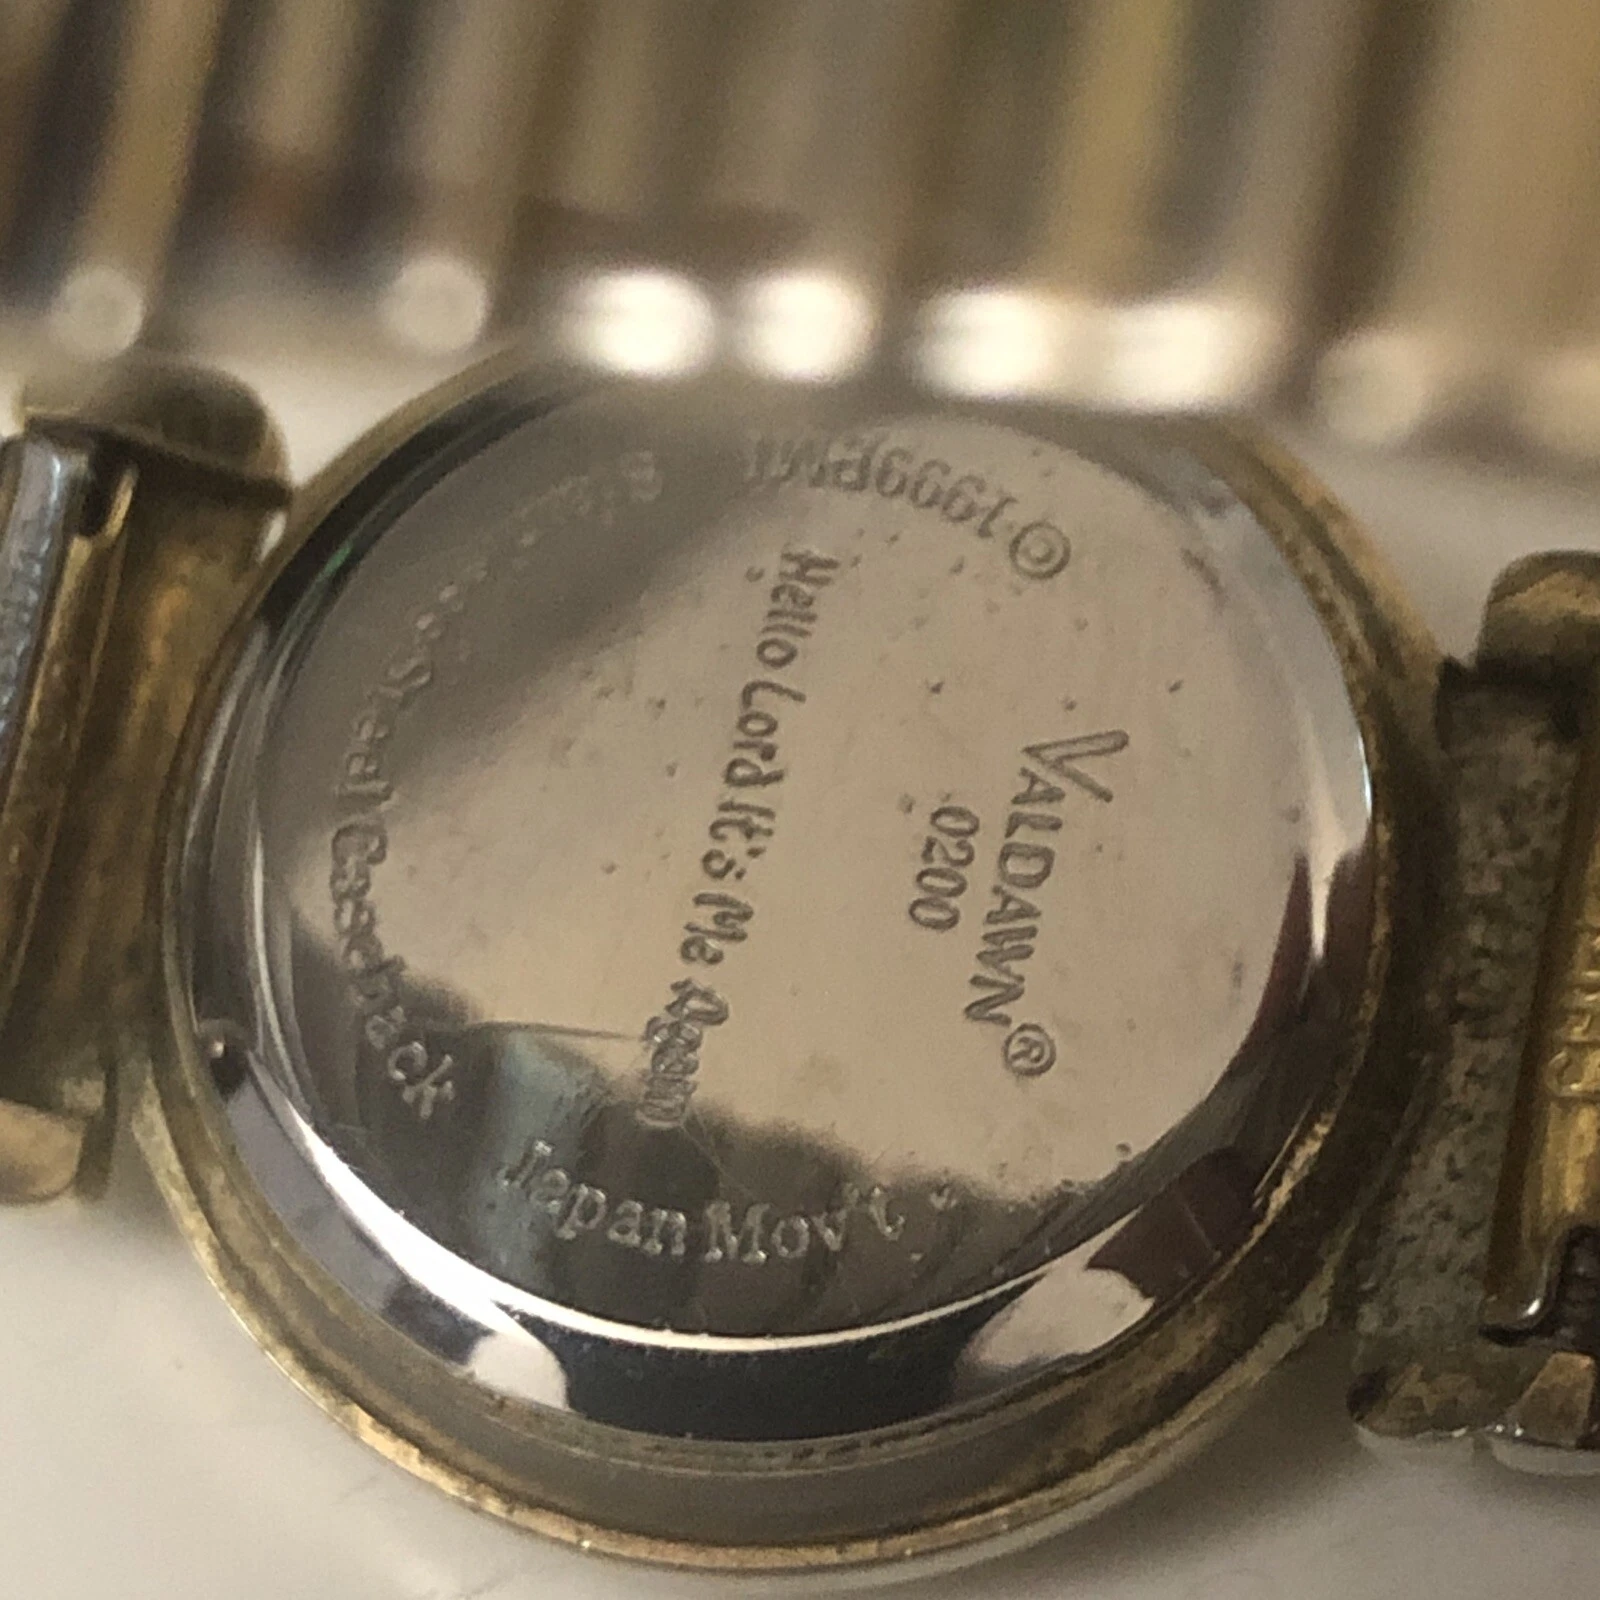 ©1999PMI
VALDAWN®
0200
Hello Lord It's Me Again
Steel Caseback
Japan Mov't